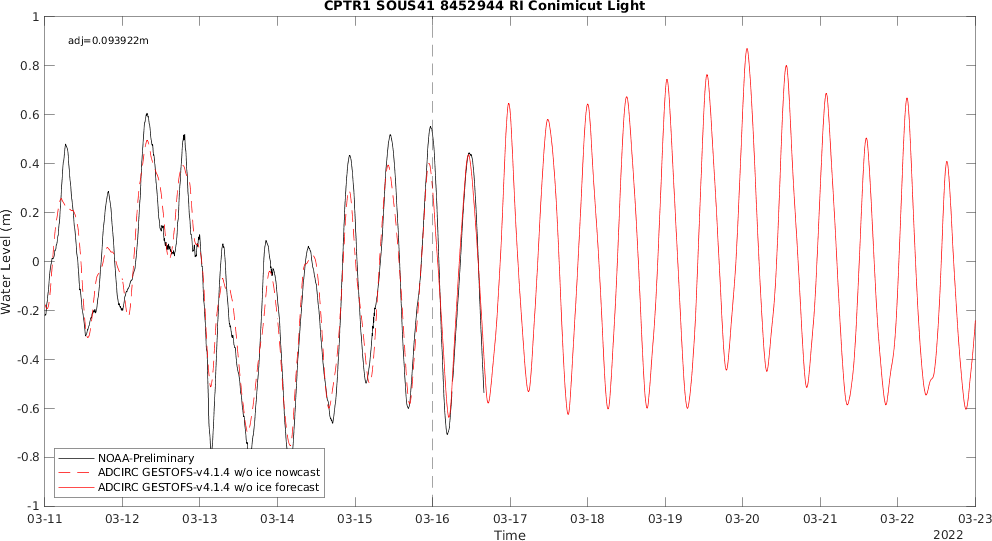 CPTR1 SOUS41 8452944 RI Conimicut Light
adj=0.093922m
1
0.8
0.6
0.4
0.2
0
-0.2
-0.4
-0.6
-0.8
-1
Water Level (m)
NOAA-Preliminary
ADCIRC GESTOFS-v4.1.4 w/o ice nowcast
ADCIRC GESTOFS-v4.1.4 w/o ice forecast
03-11 03-12 03-13 03-14 03-15 03-16 03-17 03-18 03-19 03-20 03-21 03-22 03-23
Time
2022